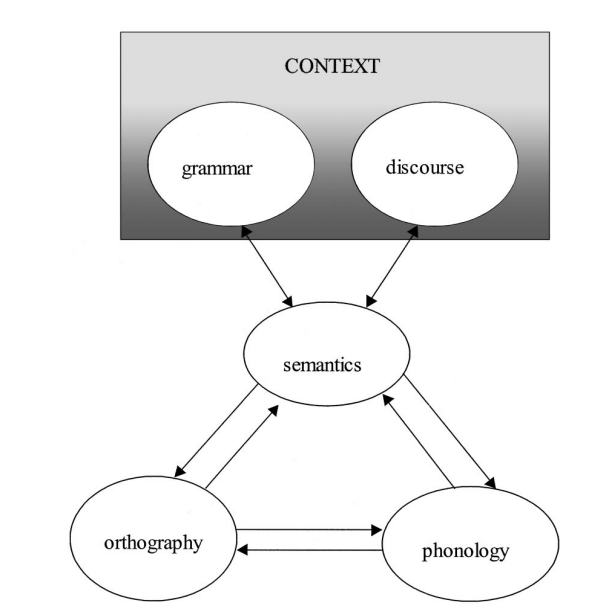 CONTEXT
grammar
discourse
semantics
orthography
phonology